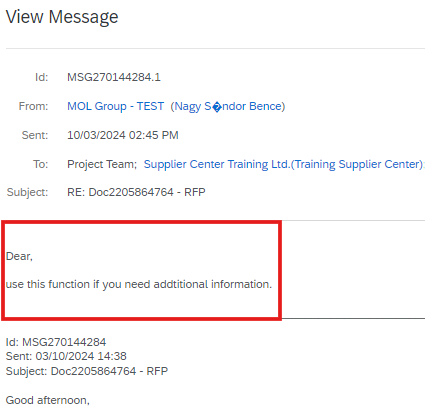 View Message
Id: MSG270144284.1
From: MOL Group - TEST (Nagy S�ndor Bence)
Sent: 10/03/2024 02:45 PM
To: Project Team; Supplier Center Training Ltd.(Training Supplier Center);
Subject: RE: Doc2205864764 - RFP
Dear,
use this function if you need addtitional information.
Id: MSG270144284
Sent: 03/10/2024 14:38
Subject: Doc2205864764 - RFP
Good afternoon,